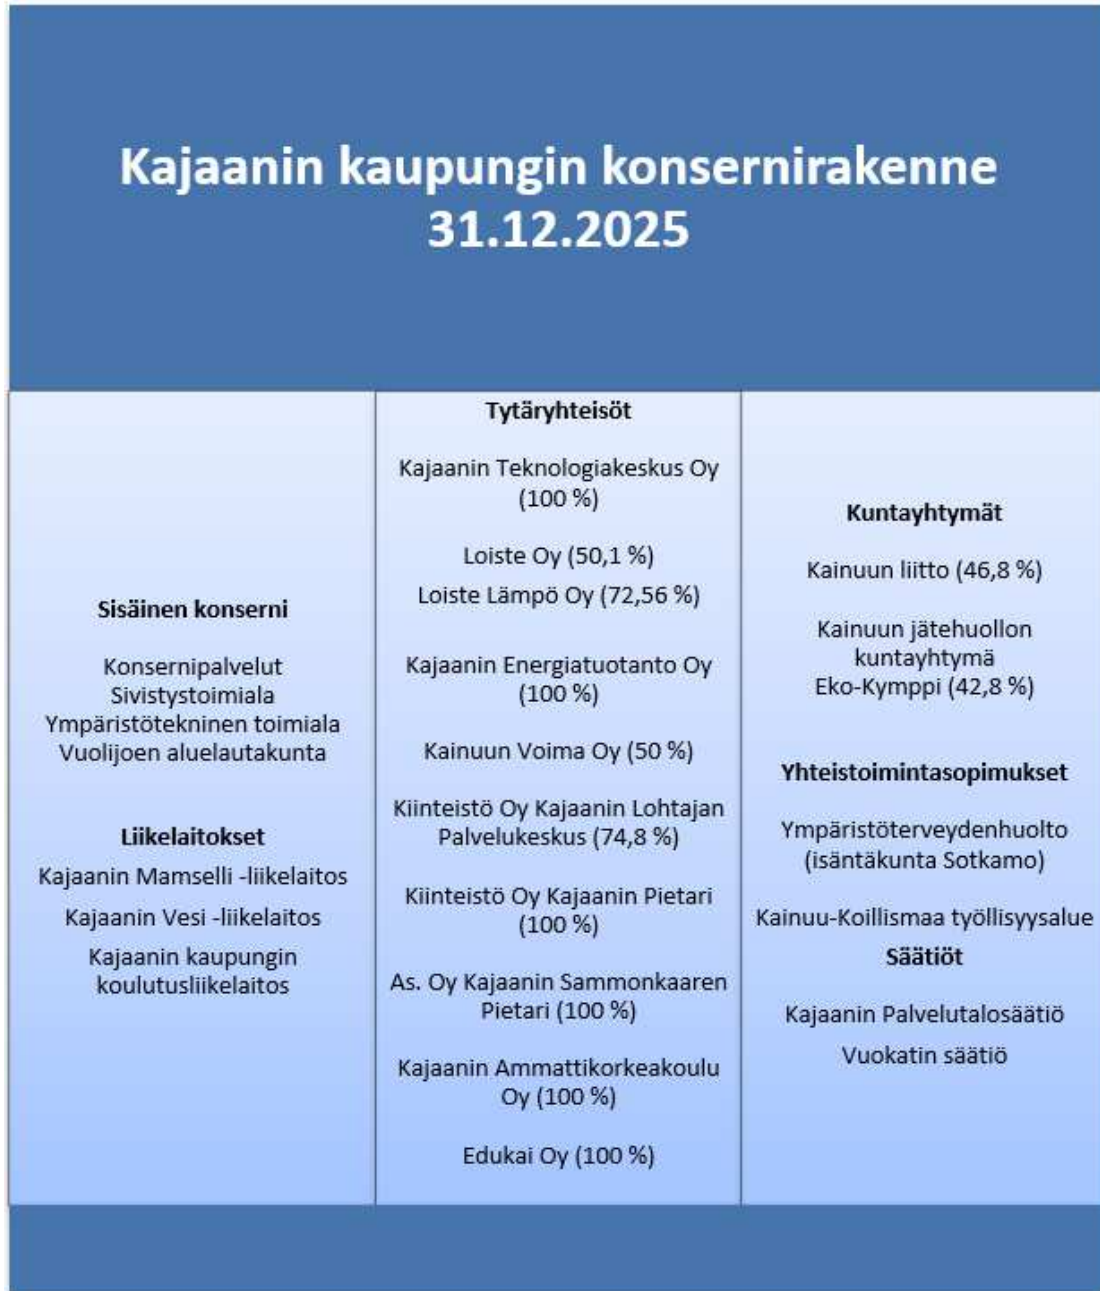 Kajaanin kaupungin konsernirakenne
31.12.2025
Sisäinen konserni
Konsernipalvelut
Sivistystoimiala
Ympäristötekninen toimiala
Vuolijoen aluelautakunta
Liikelaitokset
Kajaanin Mamselli -liikelaitos
Kajaanin Vesi -liikelaitos
Kajaanin kaupungin
koulutusliikelaitos
Tytäryhteisöt
Kajaanin Teknologiakeskus Oy
(100 %)
Loiste Oy (50,1 %)
Loiste Lämpö Oy (72,56 %)
Kajaanin Energiatuotanto Oy
(100 %)
Kainuun Voima Oy (50 %)
Kiinteistö Oy Kajaanin Lohtajan
Palvelukeskus (74,8 %)
Kiinteistö Oy Kajaanin Pietari
(100 %)
As. Oy Kajaanin Sammonkaaren
Pietari (100 %)
Kajaanin Ammattikorkeakoulu
Oy (100 %)
Edukai Oy (100 %)
Kuntayhtymät
Kainuun liitto (46,8 %)
Kainuun jätehuollon
kuntayhtymä
Eko-Kymppi (42,8 %)
Yhteistoimintasopimukset
Ympäristöterveydenhuolto
(isäntäkunta Sotkamo)
Kainuu-Koillismaa työllisyysalue
Säätiöt
Kajaanin Palvelutalosäätiö
Vuokatin säätiö